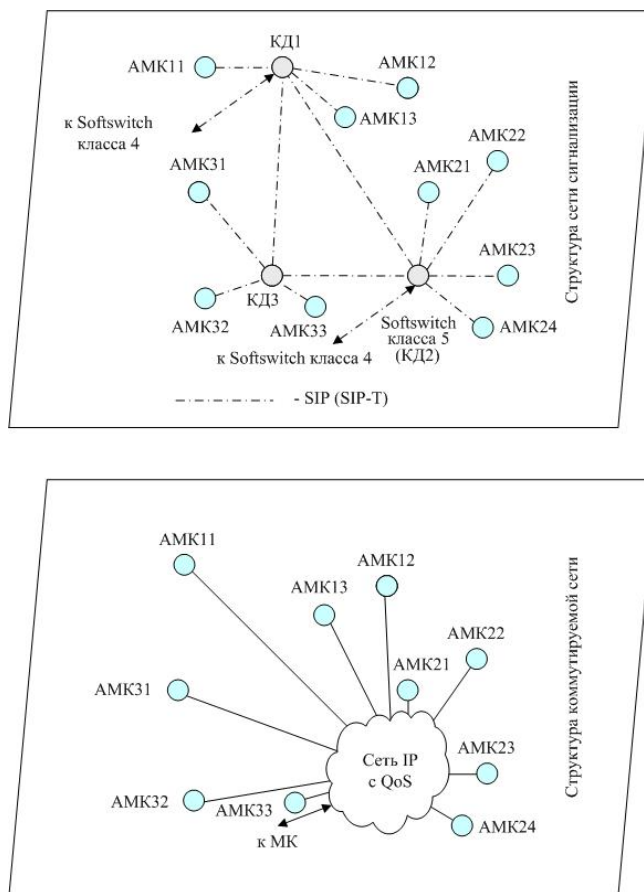 КД1
АМК11
АМК12
АМК13
к Softswitch
класса 4
АМК22
АМК31
АМК21
АМК23
КД3
АМК32
АМК33
Softswitch
класса 5
(КД2)
АМК24
к Softswitch класса 4
- SIP (SIP-T)
Структура сети сигнализации
АМК11
АМК12
АМК13
АМК22
АМК21
АМК31
Сеть IP
с QoS
АМК23
АМК32
АМК33
АМК24
к МК
Структура коммутируемой сети